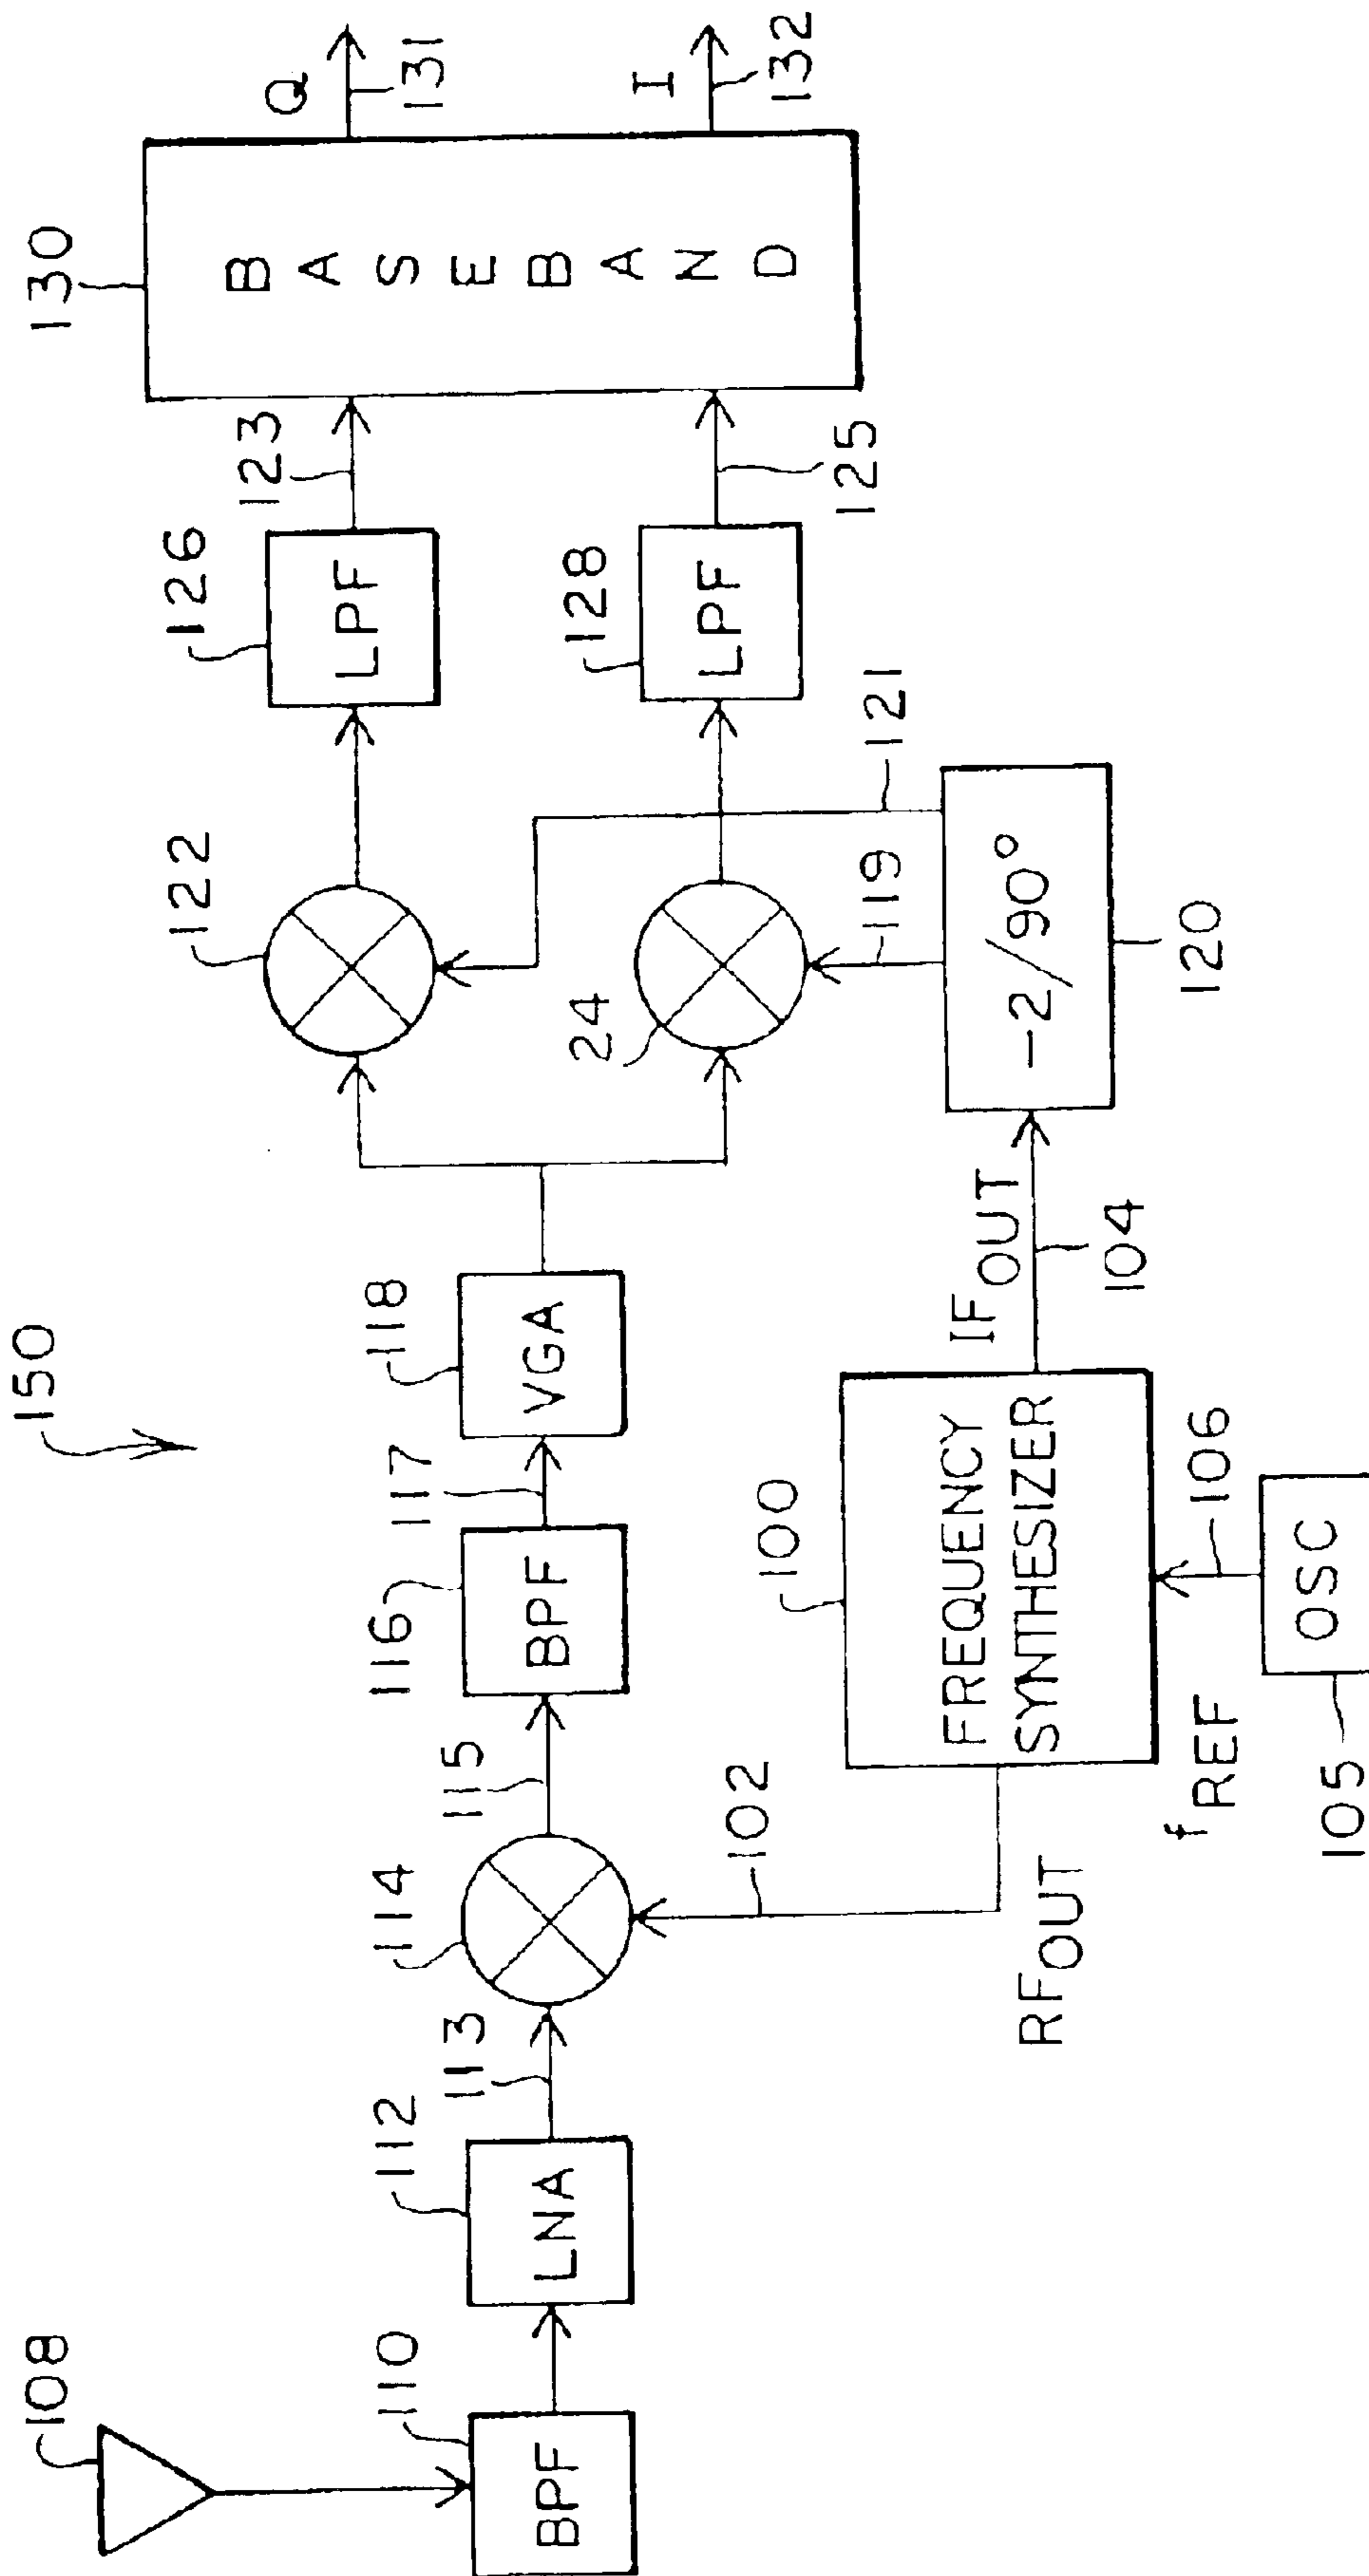 150
108
110
BPF
112
LNA
113
114
115
116
BPF
117
118
VGA
122
24
126
LPF
128
LPF
123
125
130
BASEBAND
Q
131
I
132
102
RFOUT
100
FREQUENCY
SYNTHESIZER
IFOUT
104
-2/90°
120
119
121
fREF
106
OSC
105